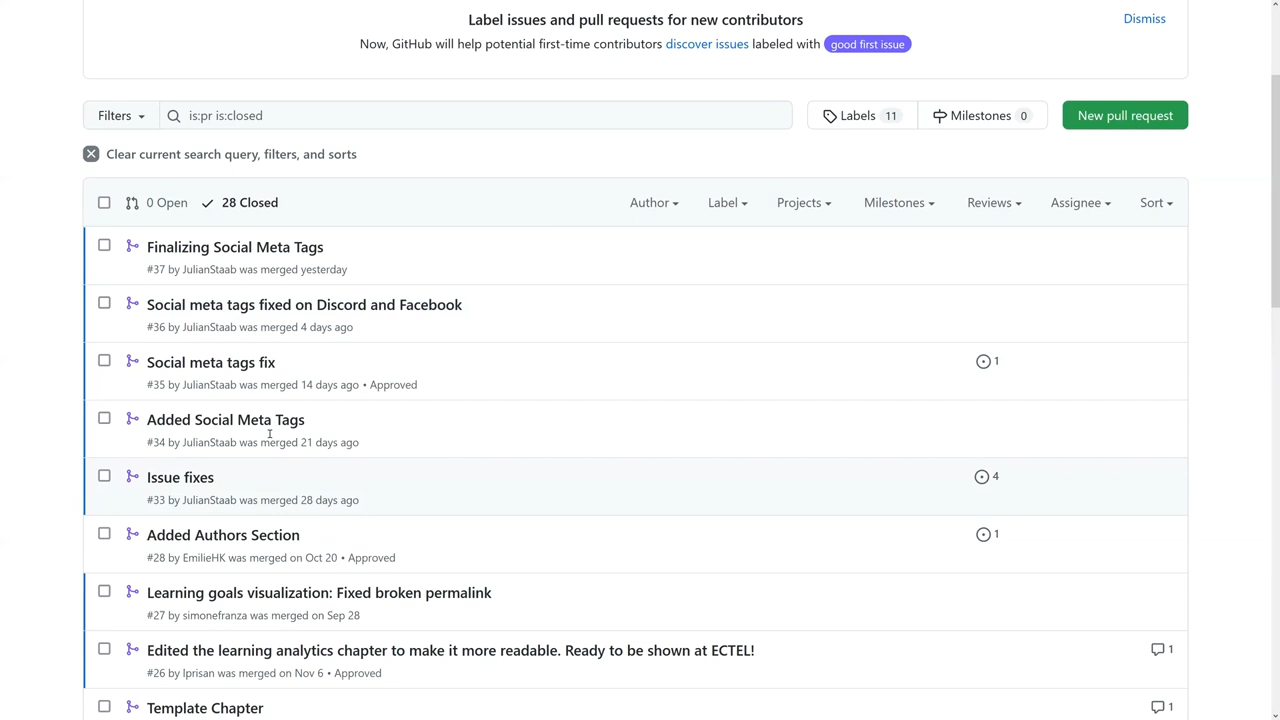 Label issues and pull requests for new contributors
Dismiss
Now, GitHub will help potential first-time contributors discover issues labeled with good first issue
Filters
is:pr is:closed
Labels 11
Milestones 0
New pull request
Clear current search query, filters, and sorts
0 Open
28 Closed
Author
Label
Projects
Milestones
Reviews
Assignee
Sort
Finalizing Social Meta Tags
#37 by JulianStaab was merged yesterday
Social meta tags fixed on Discord and Facebook
#36 by JulianStaab was merged 4 days ago
Social meta tags fix
1
#35 by JulianStaab was merged 14 days ago • Approved
Added Social Meta Tags
#34 by JulianStaab was merged 21 days ago
Issue fixes
4
#33 by JulianStaab was merged 28 days ago
Added Authors Section
1
#28 by EmilieHK was merged on Oct 20 • Approved
Learning goals visualization: Fixed broken permalink
#27 by simonefranza was merged on Sep 28
Edited the learning analytics chapter to make it more readable. Ready to be shown at ECTEL!
1
#26 by lprisan was merged on Nov 6 • Approved
Template Chapter
1